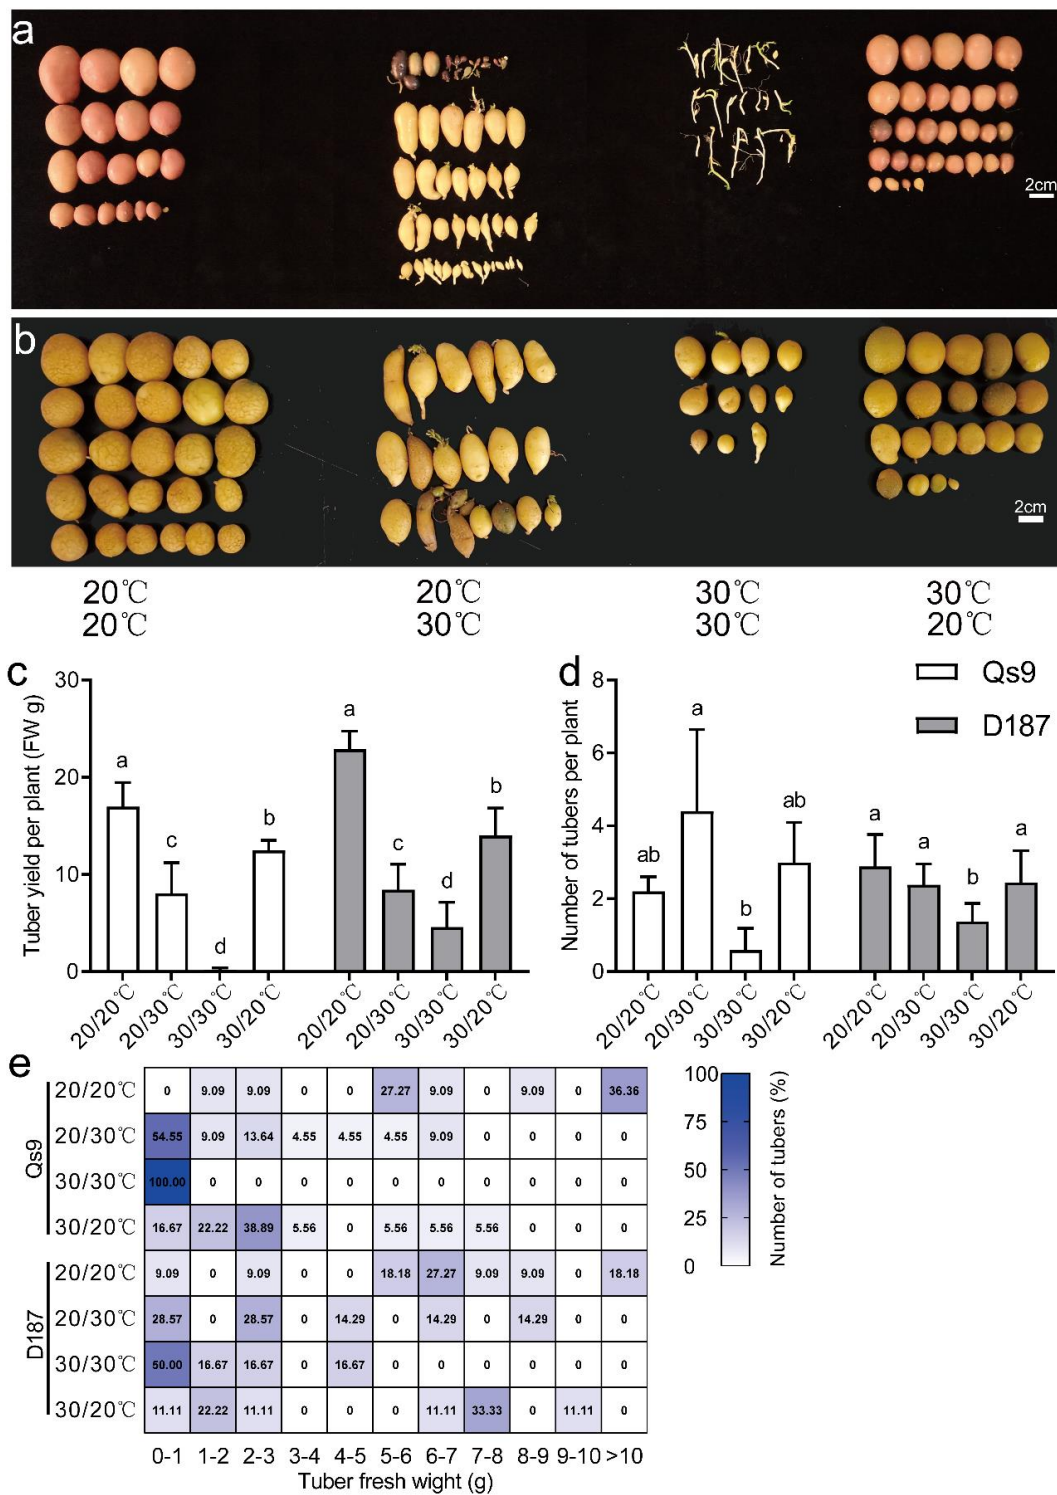 a
2cm
b
2cm
20℃ 20℃ 30℃ 30℃
20℃ 30℃ 30℃ 20℃
c
Tuber yield per plant (FW g)
30
20
10
0
a c d b a c d b
20/20℃ 20/30℃ 30/30℃ 30/20℃ 20/20℃ 20/30℃ 30/30℃ 30/20℃
d
Qs9
D187
Number of tubers per plant
8
6
4
2
0
ab a b ab a a b a
20/20℃ 20/30℃ 30/30℃ 30/20℃ 20/20℃ 20/30℃ 30/30℃ 30/20℃
e
Qs9
20/20℃ 0 9.09 9.09 0 0 27.27 9.09 0 9.09 0 36.36
20/30℃ 54.55 9.09 13.64 4.55 4.55 4.55 9.09 0 0 0 0
30/30℃ 100.00 0 0 0 0 0 0 0 0 0 0
30/20℃ 16.67 22.22 38.89 5.56 0 5.56 5.56 5.56 0 0 0
D187
20/20℃ 9.09 0 9.09 0 0 18.18 27.27 9.09 9.09 0 18.18
20/30℃ 28.57 0 28.57 0 14.29 0 14.29 0 14.29 0 0
30/30℃ 50.00 16.67 16.67 0 16.67 0 0 0 0 0 0
30/20℃ 11.11 22.22 11.11 0 0 0 11.11 33.33 0 11.11 0
0-1 1-2 2-3 3-4 4-5 5-6 6-7 7-8 8-9 9-10 >10
Tuber fresh wight (g)
100
75
50
25
0
Number of tubers (%)